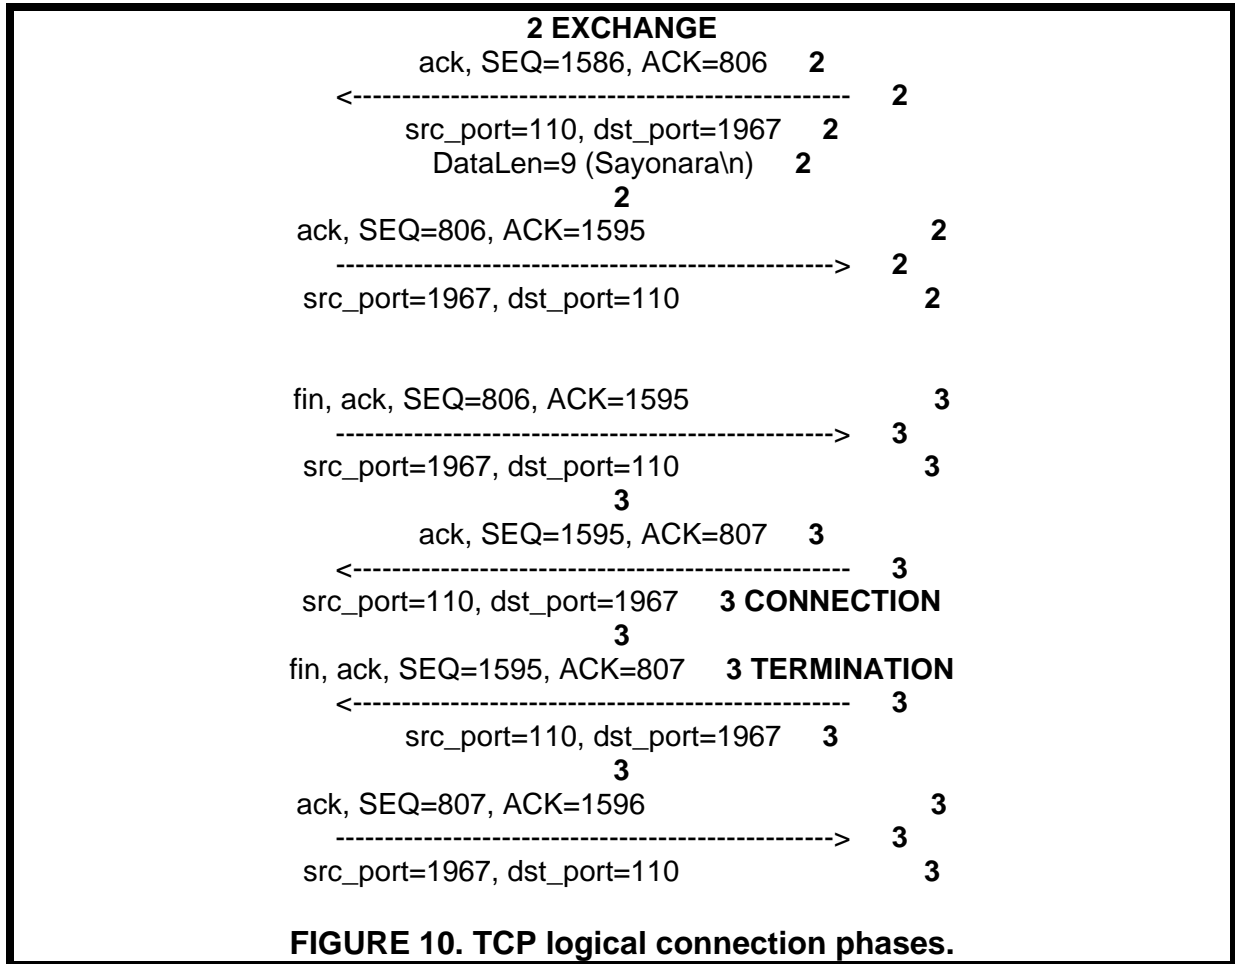 2 EXCHANGE
ack, SEQ=1586, ACK=806 2
<--------------------------------------------------- 2
src_port=110, dst_port=1967 2
DataLen=9 (Sayonara\n) 2
2
ack, SEQ=806, ACK=1595 2
---------------------------------------------------> 2
src_port=1967, dst_port=110 2
fin, ack, SEQ=806, ACK=1595 3
---------------------------------------------------> 3
src_port=1967, dst_port=110 3
3
ack, SEQ=1595, ACK=807 3
<--------------------------------------------------- 3
src_port=110, dst_port=1967 3 CONNECTION
3
fin, ack, SEQ=1595, ACK=807 3 TERMINATION
<--------------------------------------------------- 3
src_port=110, dst_port=1967 3
3
ack, SEQ=807, ACK=1596 3
---------------------------------------------------> 3
src_port=1967, dst_port=110 3
FIGURE 10. TCP logical connection phases.